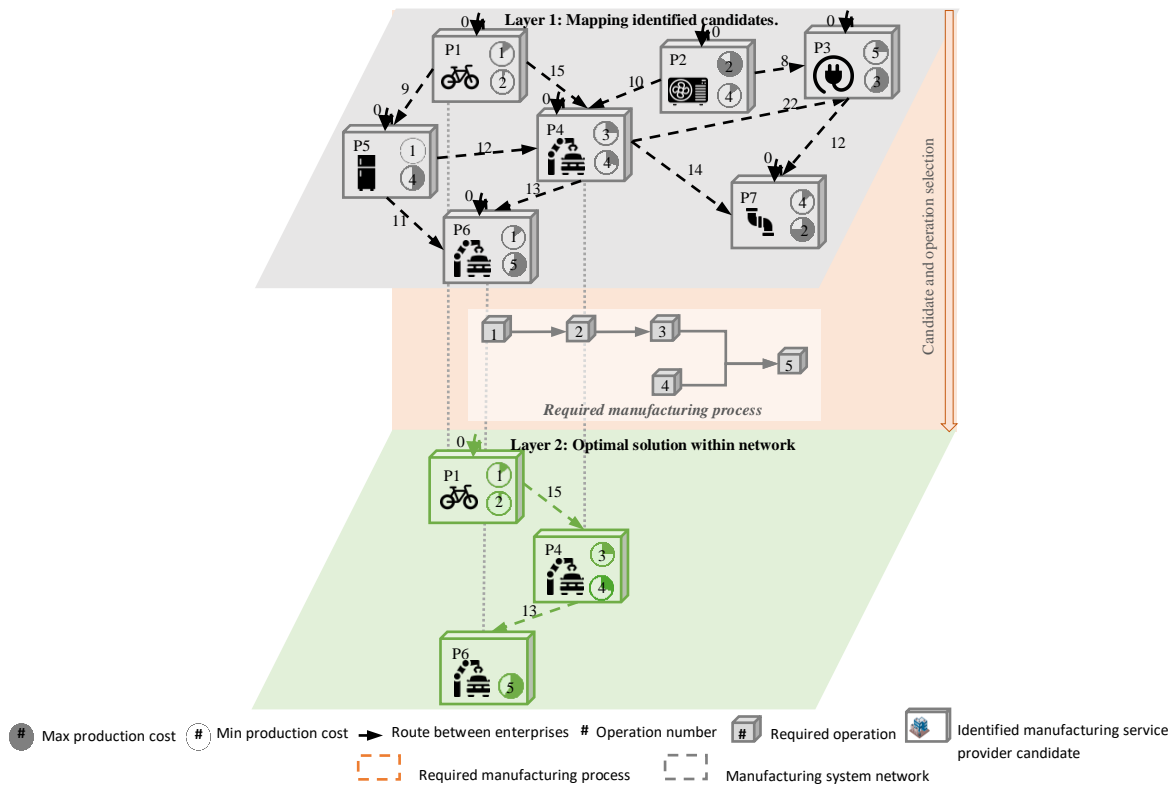 Layer 1: Mapping identified candidates.
0
P1
1
2
0
P2
2
4
0
P3
5
3
9
15
10
8
22
0
P5
1
4
0
P4
3
4
12
12
14
13
11
0
P6
1
5
0
P7
4
2
Candidate and operation selection
1
2
3
4
5
Required manufacturing process
Layer 2: Optimal solution within network
0
P1
1
2
15
P4
3
4
13
P6
5
# Max production cost
# Min production cost
Route between enterprises
# Operation number
# Required operation
Identified manufacturing service
provider candidate
Required manufacturing process
Manufacturing system network